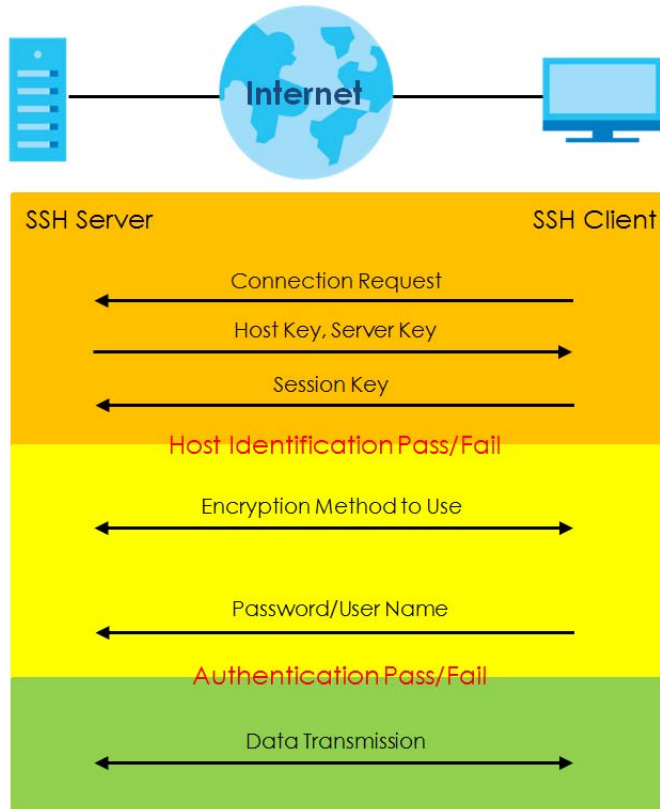 Internet
SSH Server
SSH Client
Connection Request
Host Key, Server Key
Session Key
Host Identification Pass/Fail
Encryption Method to Use
Password/User Name
Authentication Pass/Fail
Data Transmission